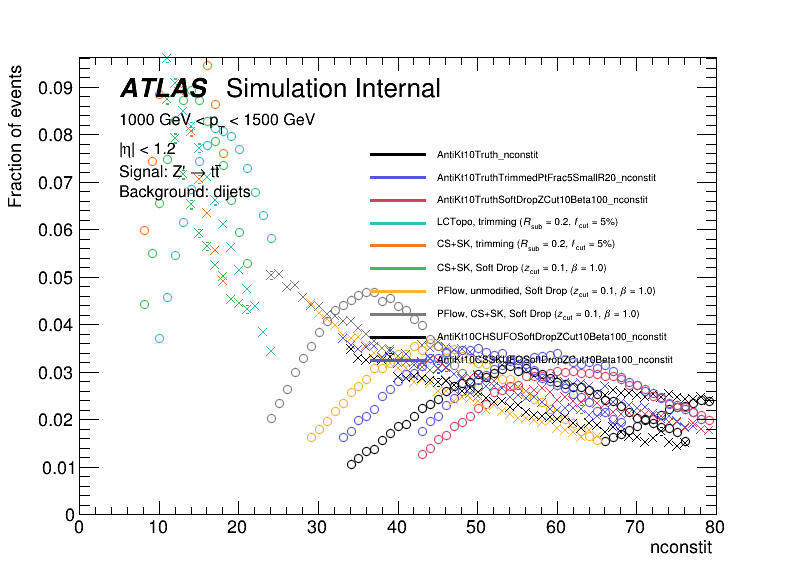 Fraction of events
0.09
0.08
0.07
0.06
0.05
0.04
0.03
0.02
0.01
0
ATLAS Simulation Internal
1000 GeV < p_T < 1500 GeV
|η| < 1.2
Signal: Z' → tt̄
Background: dijets
AntiKt10Truth_nconstit
AntiKt10TruthTrimmedPtFrac5SmallR20_nconstit
AntiKt10TruthSoftDropZCut10Beta100_nconstit
LCTopo, trimming (R_sub = 0.2, f_cut = 5%)
CS+SK, trimming (R_sub = 0.2, f_cut = 5%)
CS+SK, Soft Drop (z_cut = 0.1, β = 1.0)
PFlow, unmodified, Soft Drop (z_cut = 0.1, β = 1.0)
PFlow, CS+SK, Soft Drop (z_cut = 0.1, β = 1.0)
AntiKt10CHSUFOSoftDropZCut10Beta100_nconstit
AntiKt10CSSKUFOSoftDropZCut10Beta100_nconstit
0 10 20 30 40 50 60 70 80
nconstit